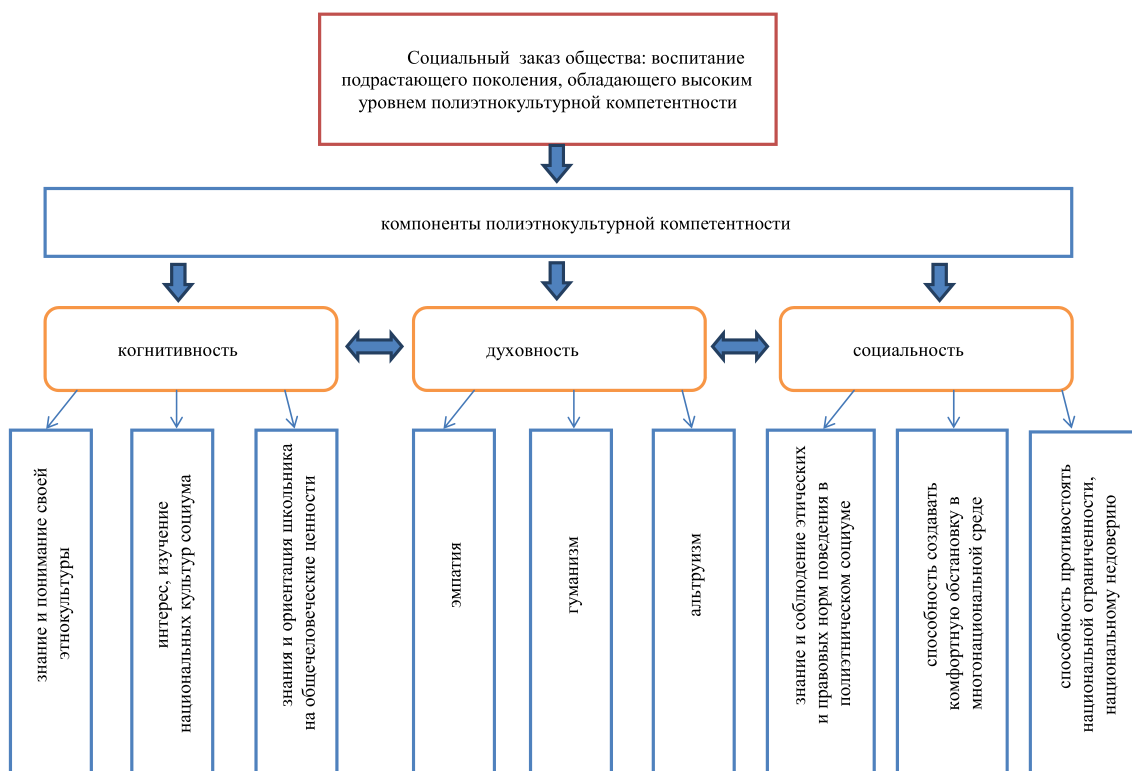 Социальный заказ общества: воспитание
подрастающего поколения, обладающего высоким
уровнем полиэтнокультурной компетентности
компоненты полиэтнокультурной компетентности
когнитивность
духовность
социальность
знание и понимание своей
этнокультуры
интерес, изучение
национальных культур социума
знания и ориентация школьника
на общечеловеческие ценности
эмпатия
гуманизм
альтруизм
знание и соблюдение этических
и правовых норм поведения в
полиэтническом социуме
способность создавать
комфортную обстановку в
многонациональной среде
способность противостоять
национальной ограниченности,
национальному недоверию